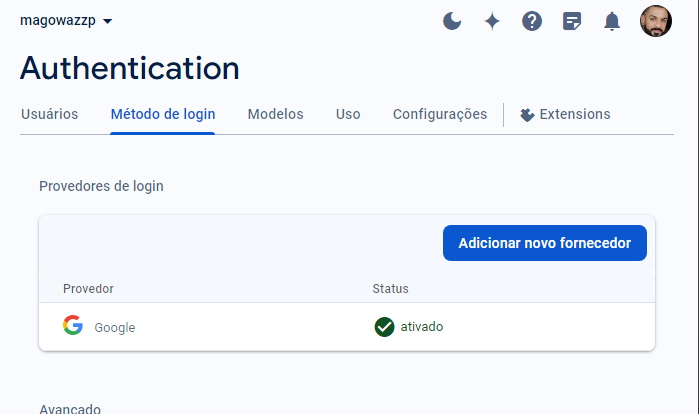 magowazzp
Authentication
Usuários Método de login Modelos Uso Configurações Extensions
Provedores de login
Adicionar novo fornecedor
Provedor Status
Google ativado
Avançado